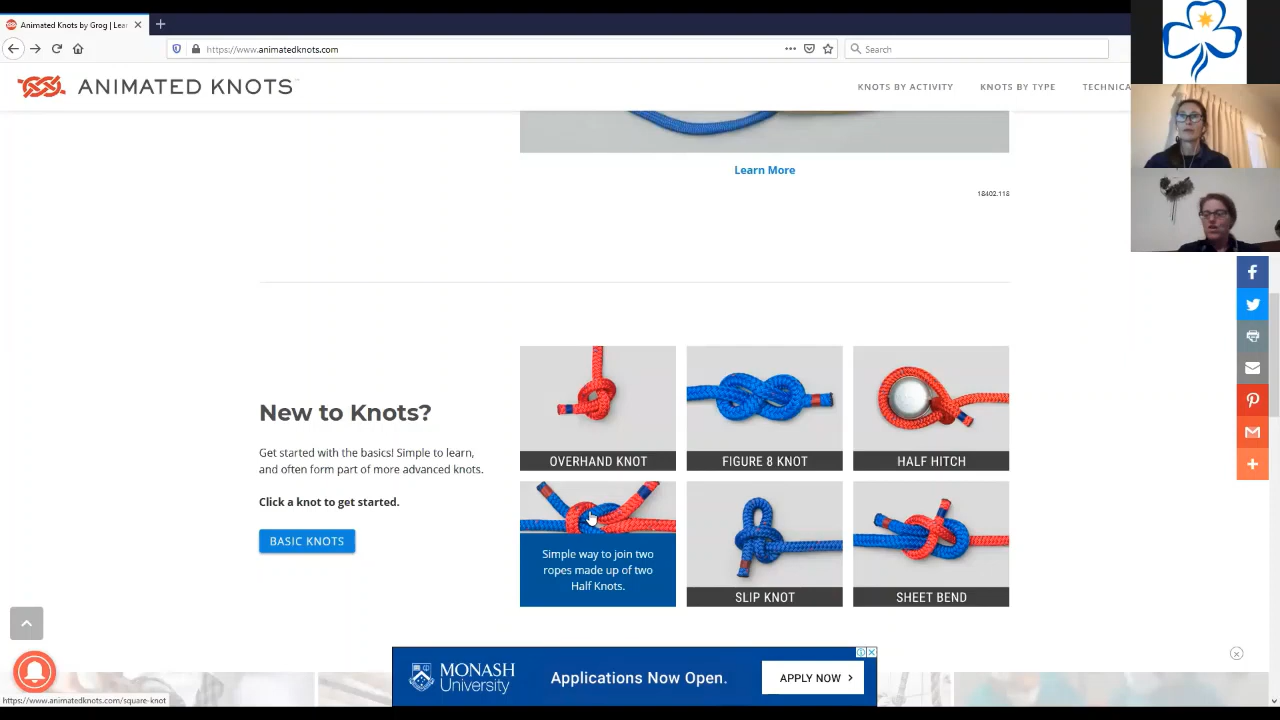 Animated Knots by Grog | Lea
https://www.animatedknots.com
Search
ANIMATED KNOTS
KNOTS BY ACTIVITY
KNOTS BY TYPE
TECHNICA
Learn More
18402.118
New to Knots?
Get started with the basics! Simple to learn,
and often form part of more advanced knots.
Click a knot to get started.
BASIC KNOTS
OVERHAND KNOT
FIGURE 8 KNOT
HALF HITCH
Simple way to join two
ropes made up of two
Half Knots.
SLIP KNOT
SHEET BEND
MONASH
University
Applications Now Open.
APPLY NOW
https://www.animatedknots.com/square-knot